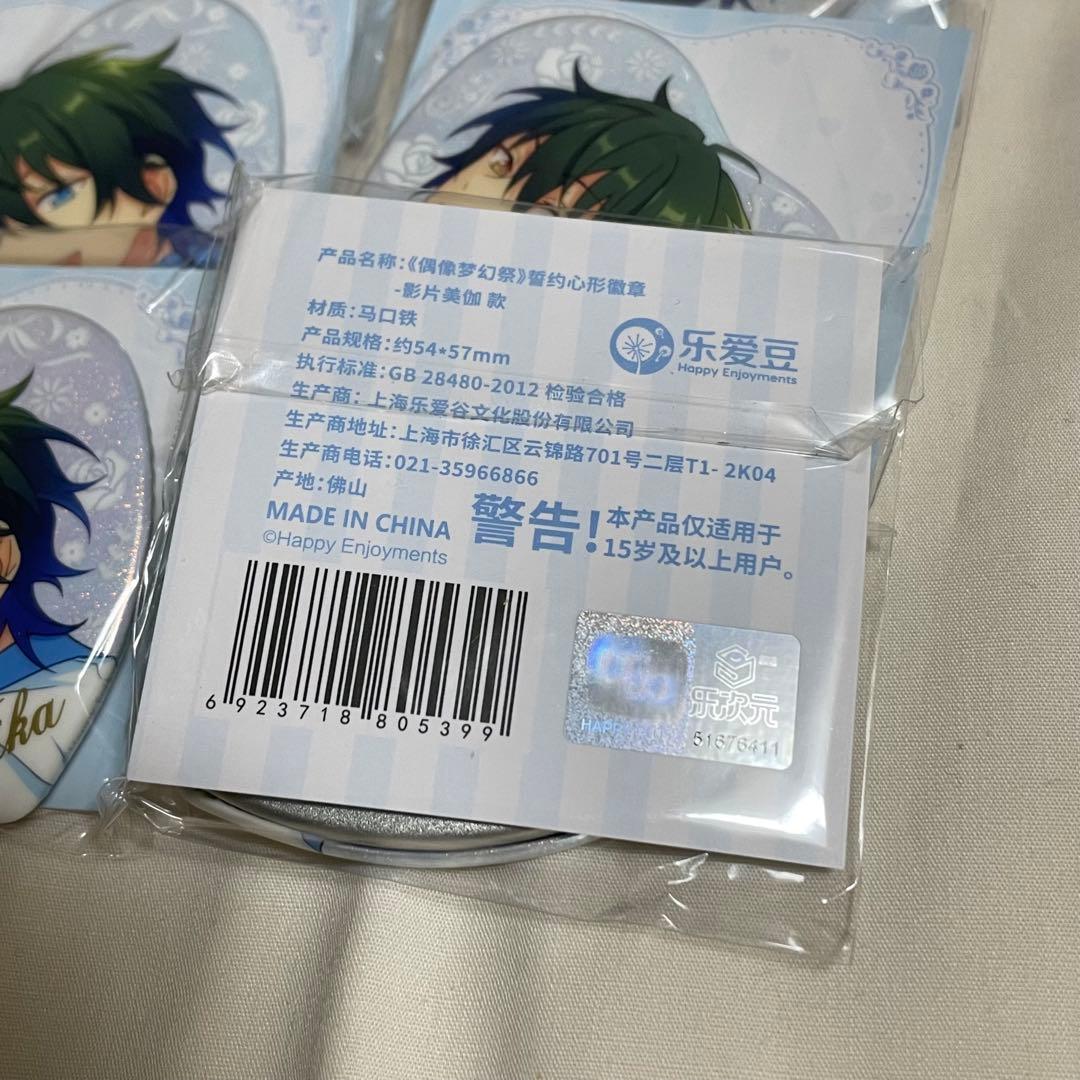 产品名称:《偶像梦幻祭》誓约心形徽章
-影片美伽 款
材质:马口铁
产品规格:约54*57mm
执行标准:GB 28480-2012 检验合格
生产商:上海乐爱谷文化股份有限公司
生产商地址:上海市徐汇区云锦路701号二层T1- 2K04
生产商电话:021-35966866
产地:佛山
MADE IN CHINA
©Happy Enjoyments
乐爱豆
Happy Enjoyments
警告!
本产品仅适用于
15岁及以上用户。
6 923718 805399
乐次元
51676411
ka